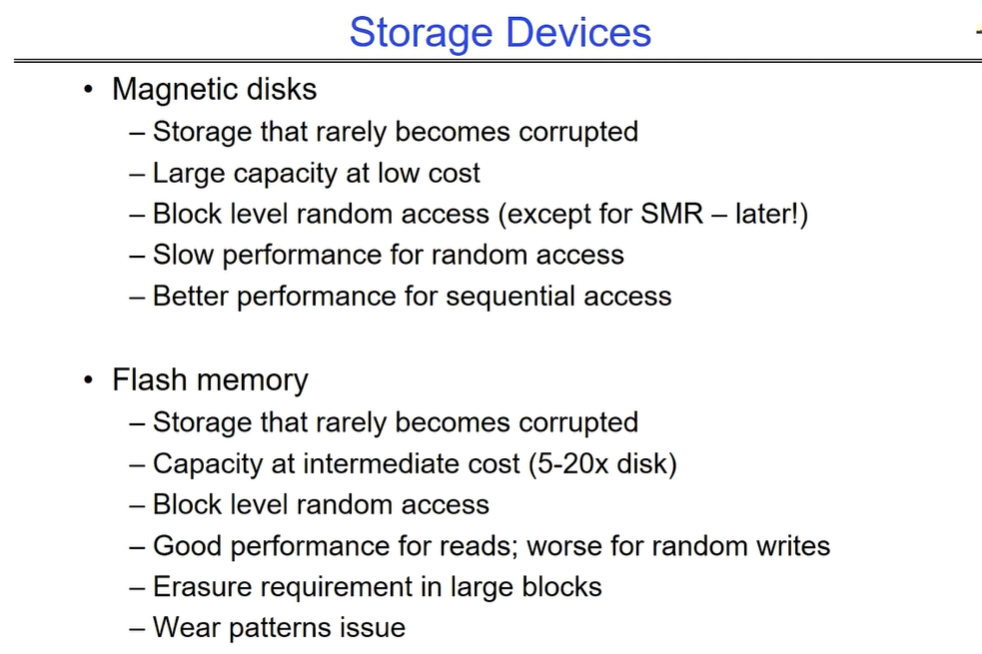 Storage Devices
• Magnetic disks
– Storage that rarely becomes corrupted
– Large capacity at low cost
– Block level random access (except for SMR – later!)
– Slow performance for random access
– Better performance for sequential access
• Flash memory
– Storage that rarely becomes corrupted
– Capacity at intermediate cost (5-20x disk)
– Block level random access
– Good performance for reads; worse for random writes
– Erasure requirement in large blocks
– Wear patterns issue